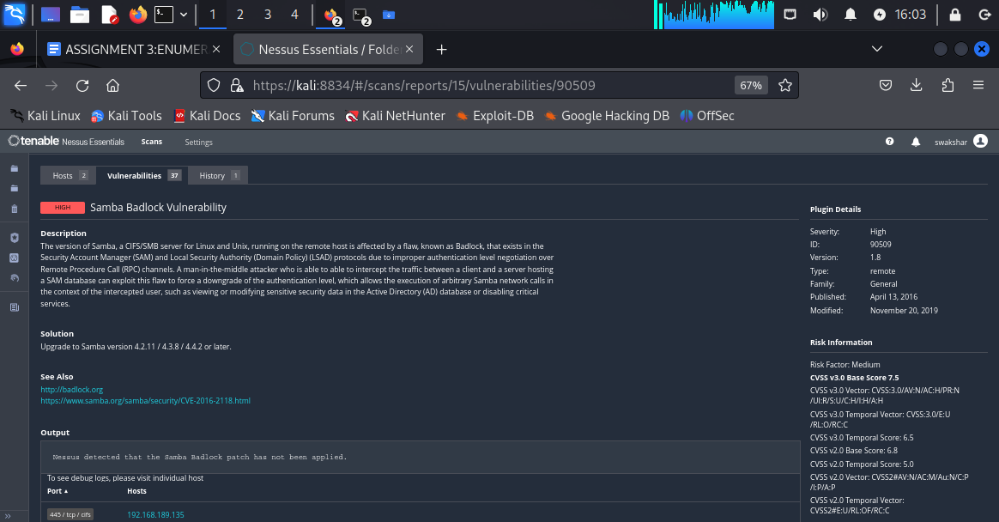 1 2 3 4 2 2 16:03
ASSIGNMENT 3:ENUMER
Nessus Essentials / Folde
https://kali:8834/#/scans/reports/15/vulnerabilities/90509
67%
Kali Linux Kali Tools Kali Docs Kali Forums Kali NetHunter Exploit-DB Google Hacking DB OffSec
tenable Nessus Essentials Scans Settings swakshar
Hosts 2 Vulnerabilities 37 History 1
HIGH Samba Badlock Vulnerability
Description
The version of Samba, a CIFS/SMB server for Linux and Unix, running on the remote host is affected by a flaw, known as Badlock, that exists in the
Security Account Manager (SAM) and Local Security Authority (Domain Policy) (LSAD) protocols due to improper authentication level negotiation over
Remote Procedure Call (RPC) channels. A man-in-the-middle attacker who is able to able to intercept the traffic between a client and a server hosting
a SAM database can exploit this flaw to force a downgrade of the authentication level, which allows the execution of arbitrary Samba network calls in
the context of the intercepted user, such as viewing or modifying sensitive security data in the Active Directory (AD) database or disabling critical
services.
Solution
Upgrade to Samba version 4.2.11 / 4.3.8 / 4.4.2 or later.
See Also
http://badlock.org
https://www.samba.org/samba/security/CVE-2016-2118.html
Output
Nessus detected that the Samba Badlock patch has not been applied.
To see debug logs, please visit individual host
Port Hosts
445 / tcp / cifs 192.168.189.135
Plugin Details
Severity: High
ID: 90509
Version: 1.8
Type: remote
Family: General
Published: April 13, 2016
Modified: November 20, 2019
Risk Information
Risk Factor: Medium
CVSS v3.0 Base Score 7.5
CVSS v3.0 Vector: CVSS:3.0/AV:N/AC:H/PR:N
/UI:R/S:U/C:H/I:H/A:H
CVSS v3.0 Temporal Vector: CVSS:3.0/E:U
/RL:O/RC:C
CVSS v3.0 Temporal Score: 6.5
CVSS v2.0 Base Score: 6.8
CVSS v2.0 Temporal Score: 5.0
CVSS v2.0 Vector: CVSS2#AV:N/AC:M/Au:N/C:P
/I:P/A:P
CVSS v2.0 Temporal Vector:
CVSS2#E:U/RL:OF/RC:C